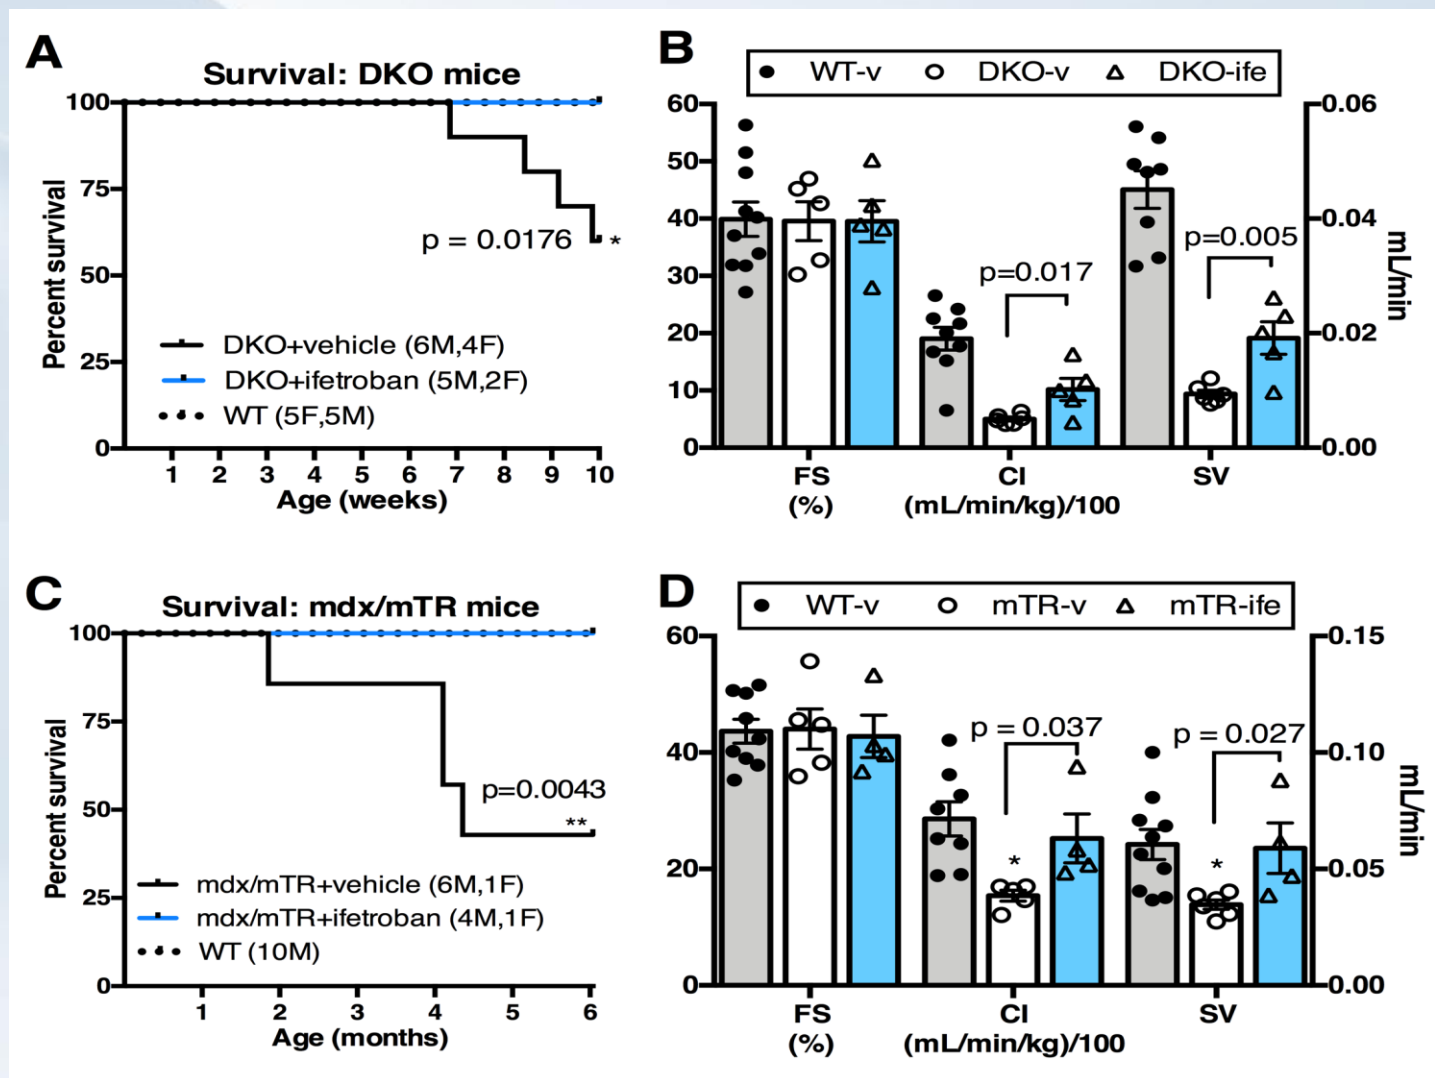 A
Survival: DKO mice
Percent survival
100
75
50
25
0
p = 0.0176
*
DKO+vehicle (6M,4F)
DKO+ifetroban (5M,2F)
WT (5F,5M)
1 2 3 4 5 6 7 8 9 10
Age (weeks)
B
WT-v DKO-v DKO-ife
60
50
40
30
20
10
0
p=0.017
p=0.005
0.06
0.04
0.02
0.00
mL/min
FS CI SV
(%) (mL/min/kg)/100
C
Survival: mdx/mTR mice
Percent survival
100
75
50
25
0
p=0.0043
**
mdx/mTR+vehicle (6M,1F)
mdx/mTR+ifetroban (4M,1F)
WT (10M)
1 2 3 4 5 6
Age (months)
D
WT-v mTR-v mTR-ife
60
40
20
0
p = 0.037
p = 0.027
* *
0.15
0.10
0.05
0.00
mL/min
FS CI SV
(%) (mL/min/kg)/100